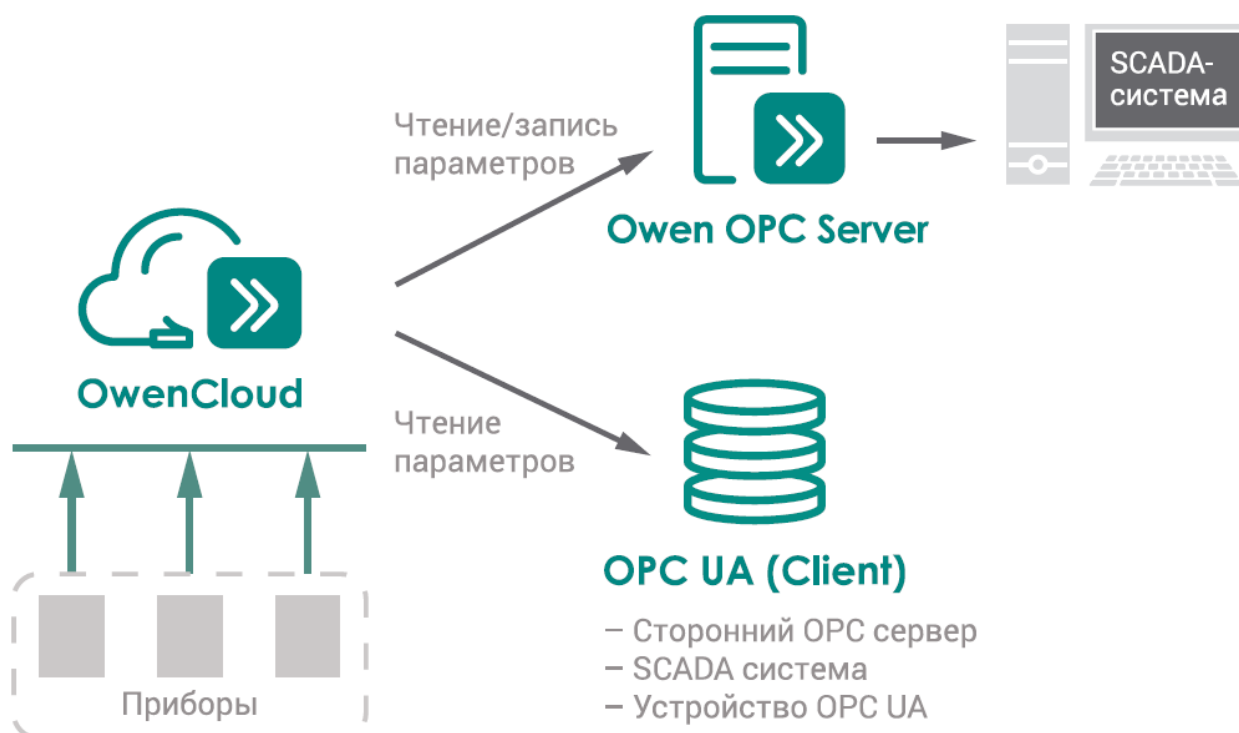 SCADA-
система
Чтение/запись
параметров
Owen OPC Server
OwenCloud
Чтение
параметров
OPC UA (Client)
– Сторонний OPC сервер
– SCADA система
– Устройство OPC UA
Приборы